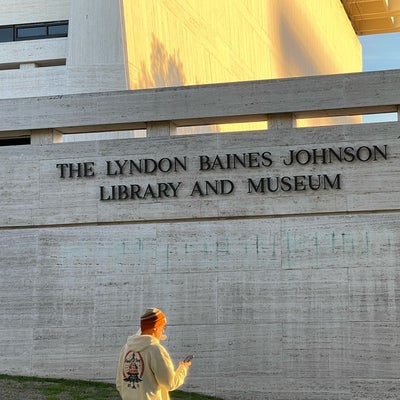 THE LYNDON BAINES JOHNSON
LIBRARY AND MUSEUM